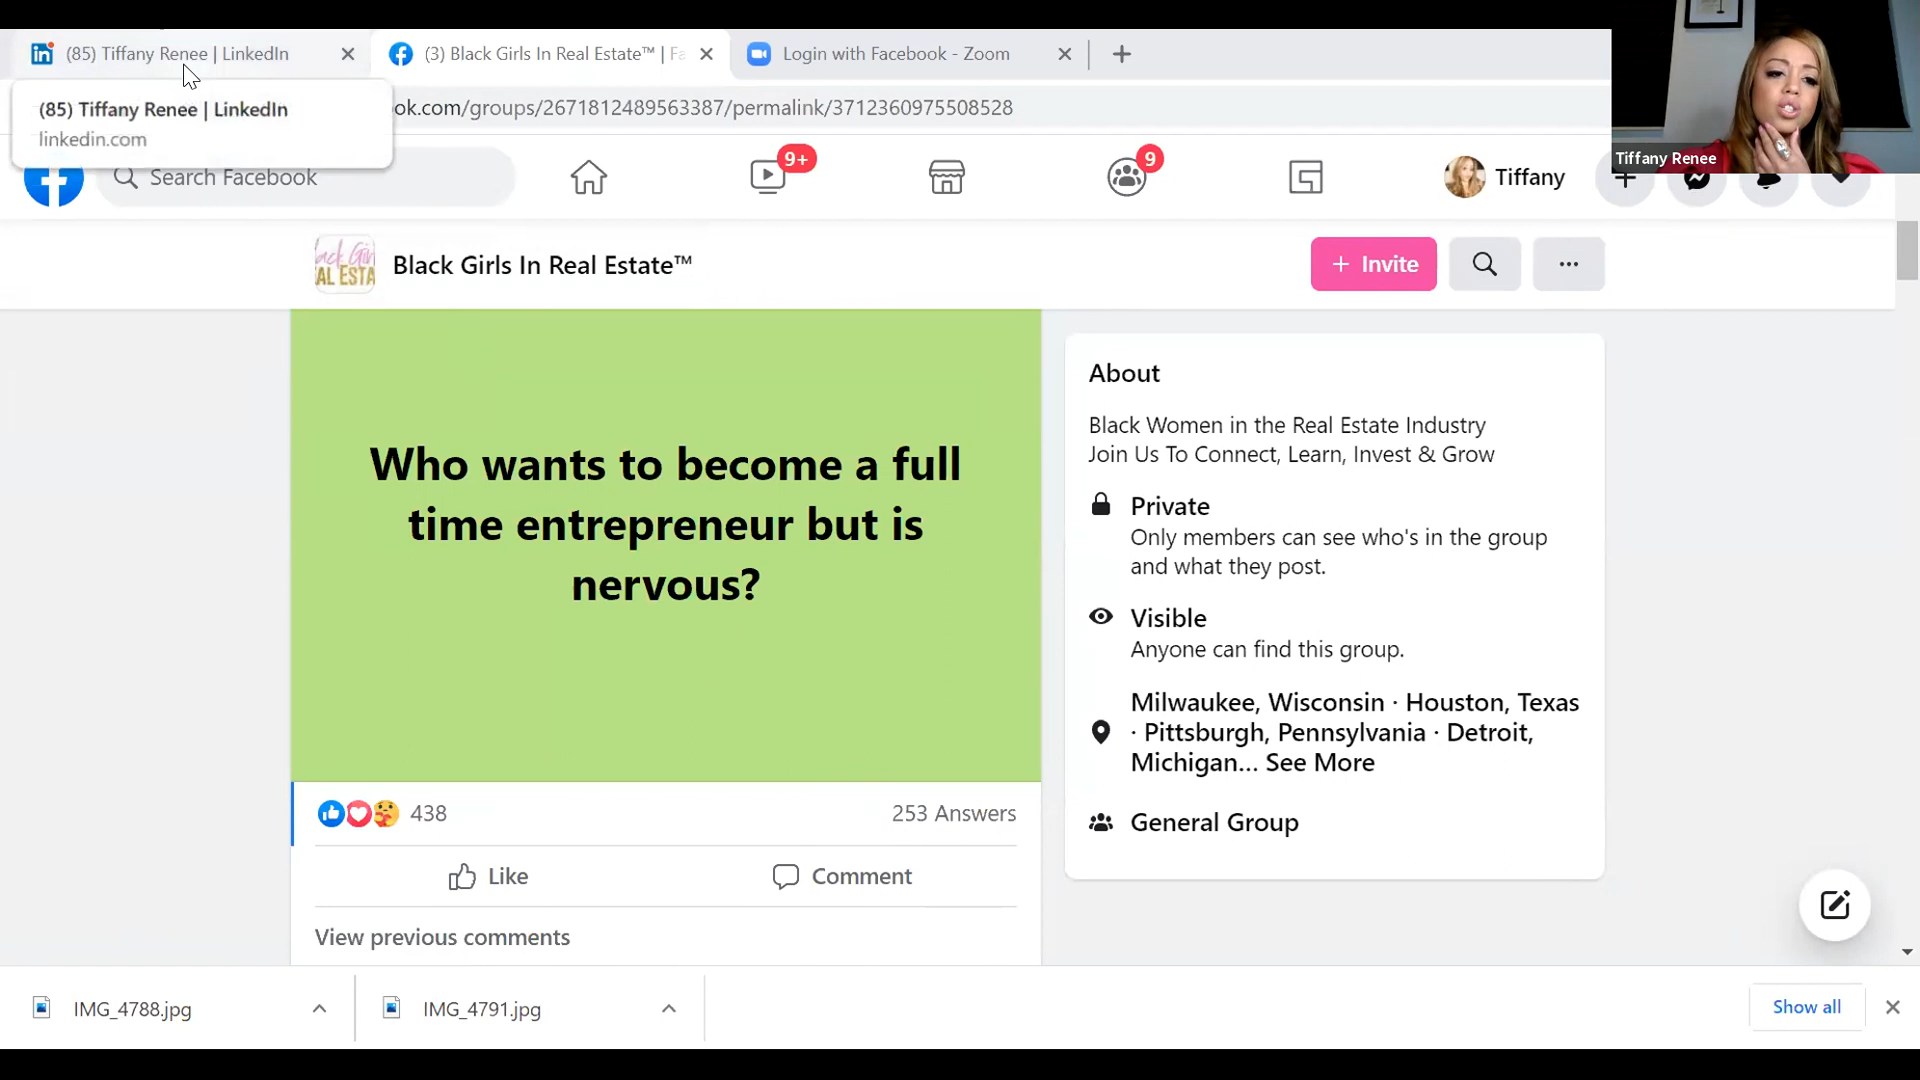 (85) Tiffany Renee | LinkedIn
(3) Black Girls In Real Estate™ | Fa
Login with Facebook - Zoom
(85) Tiffany Renee | LinkedIn
linkedin.com
ook.com/groups/2671812489563387/permalink/3712360975508528
Tiffany Renee
Search Facebook
9+
9
Tiffany
Black Girls In Real Estate™
+ Invite
Who wants to become a full
time entrepreneur but is
nervous?
438
253 Answers
Like
Comment
View previous comments
About
Black Women in the Real Estate Industry
Join Us To Connect, Learn, Invest & Grow
Private
Only members can see who's in the group
and what they post.
Visible
Anyone can find this group.
Milwaukee, Wisconsin · Houston, Texas
· Pittsburgh, Pennsylvania · Detroit,
Michigan... See More
General Group
IMG_4788.jpg
IMG_4791.jpg
Show all